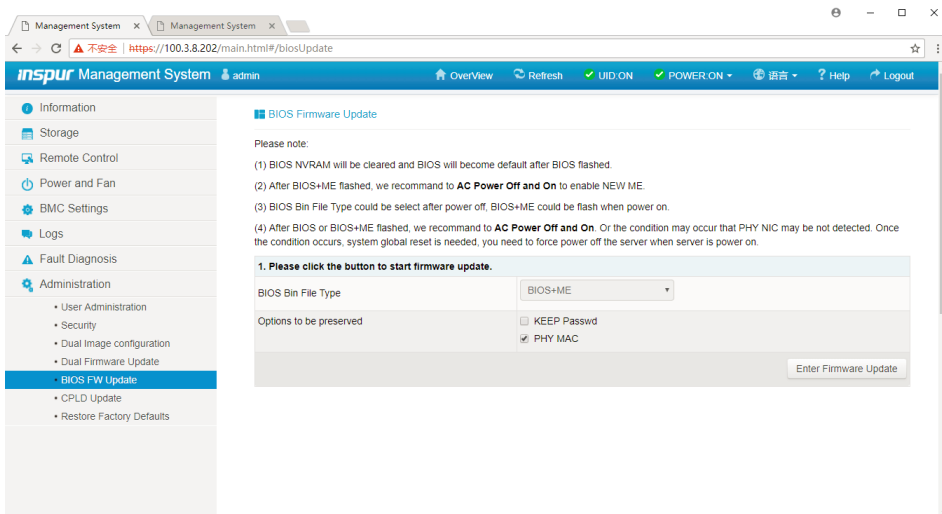 Management System
Management System
不安全 | https://100.3.8.202/main.html#/biosUpdate
inspur Management System admin OverView Refresh UID:ON POWER:ON 语言 Help Logout
Information
Storage
Remote Control
Power and Fan
BMC Settings
Logs
Fault Diagnosis
Administration
• User Administration
• Security
• Dual Image configuration
• Dual Firmware Update
• BIOS FW Update
• CPLD Update
• Restore Factory Defaults
BIOS Firmware Update
Please note:
(1) BIOS NVRAM will be cleared and BIOS will become default after BIOS flashed.
(2) After BIOS+ME flashed, we recommand to AC Power Off and On to enable NEW ME.
(3) BIOS Bin File Type could be select after power off, BIOS+ME could be flash when power on.
(4) After BIOS or BIOS+ME flashed, we recommand to AC Power Off and On. Or the condition may occur that PHY NIC may be not detected. Once
the condition occurs, system global reset is needed, you need to force power off the server when server is power on.
1. Please click the button to start firmware update.
BIOS Bin File Type BIOS+ME
Options to be preserved KEEP Passwd
PHY MAC
Enter Firmware Update